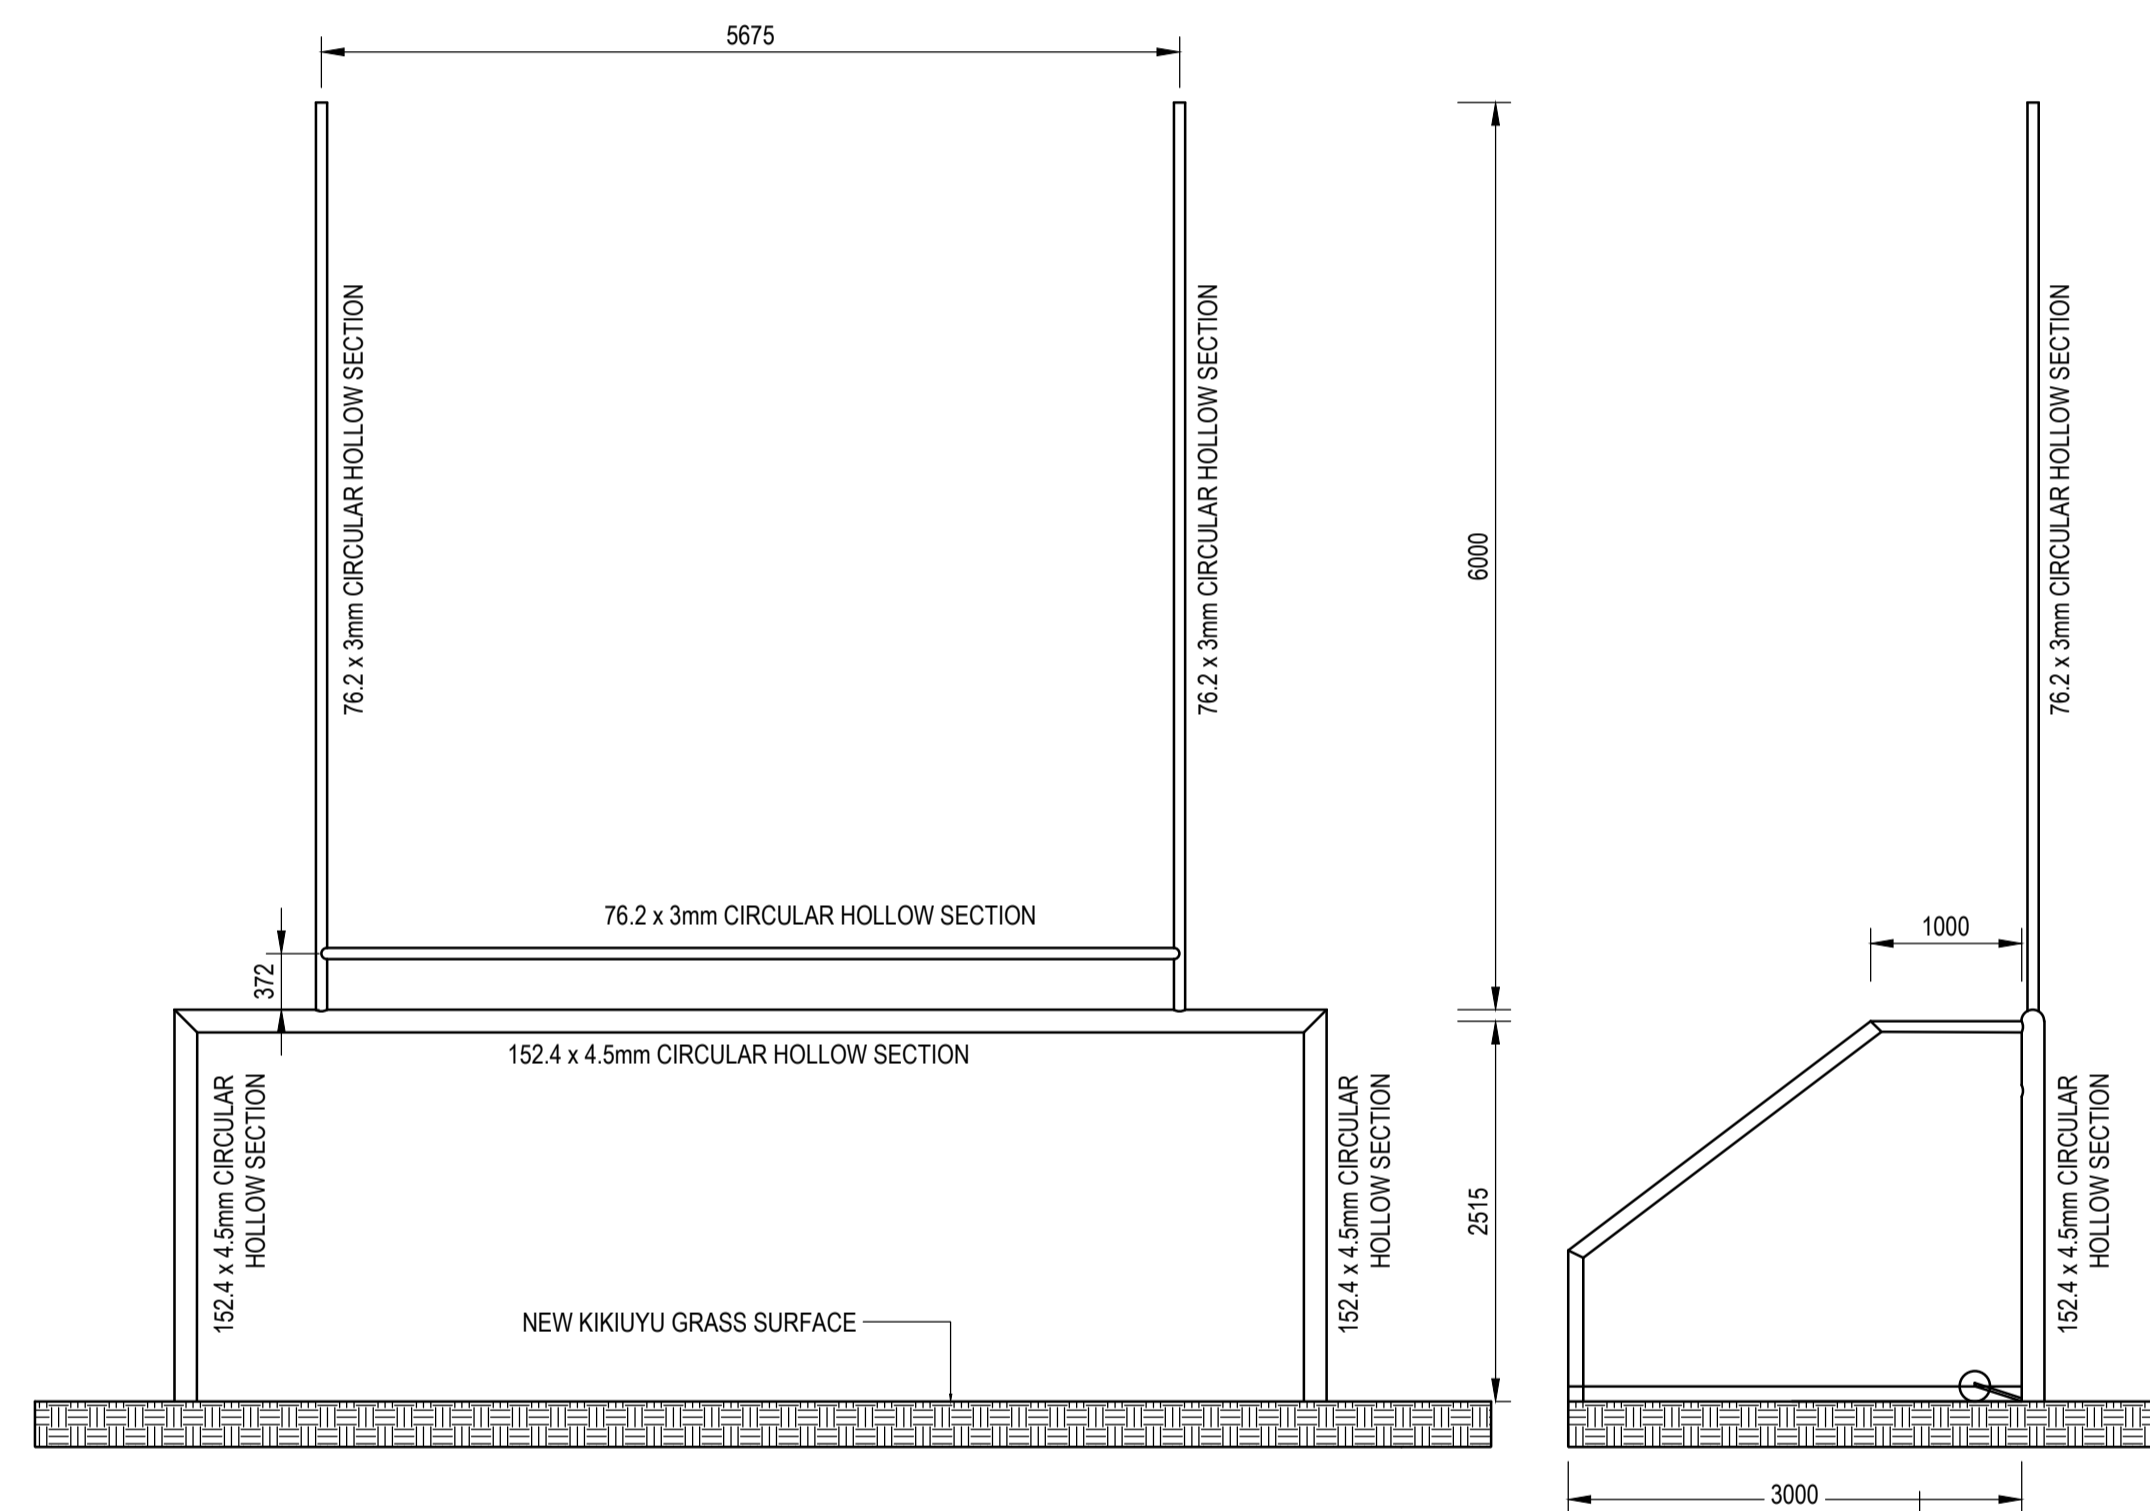 5675
76.2 x 3mm CIRCULAR HOLLOW SECTION
76.2 x 3mm CIRCULAR HOLLOW SECTION
6000
76.2 x 3mm CIRCULAR HOLLOW SECTION
76.2 x 3mm CIRCULAR HOLLOW SECTION
1000
372
152.4 x 4.5mm CIRCULAR HOLLOW SECTION
152.4 x 4.5mm CIRCULAR
HOLLOW SECTION
152.4 x 4.5mm CIRCULAR
HOLLOW SECTION
2515
152.4 x 4.5mm CIRCULAR
HOLLOW SECTION
NEW KIKIUYU GRASS SURFACE
3000